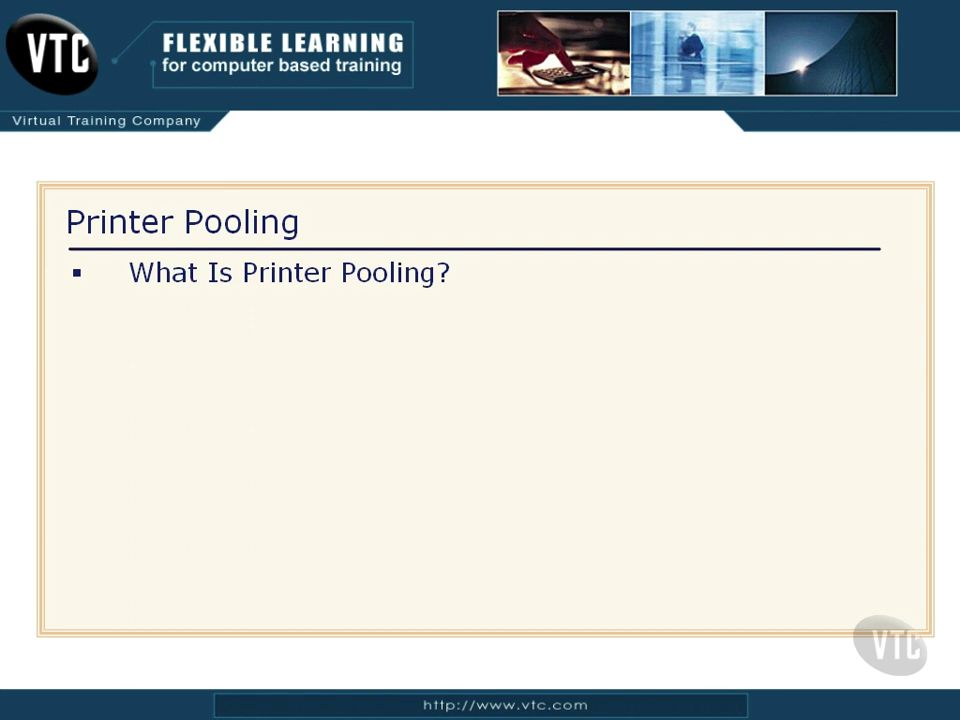 VTC
FLEXIBLE LEARNING
for computer based training
Virtual Training Company
Printer Pooling
▪ What Is Printer Pooling?
VTC
http://www.vtc.com